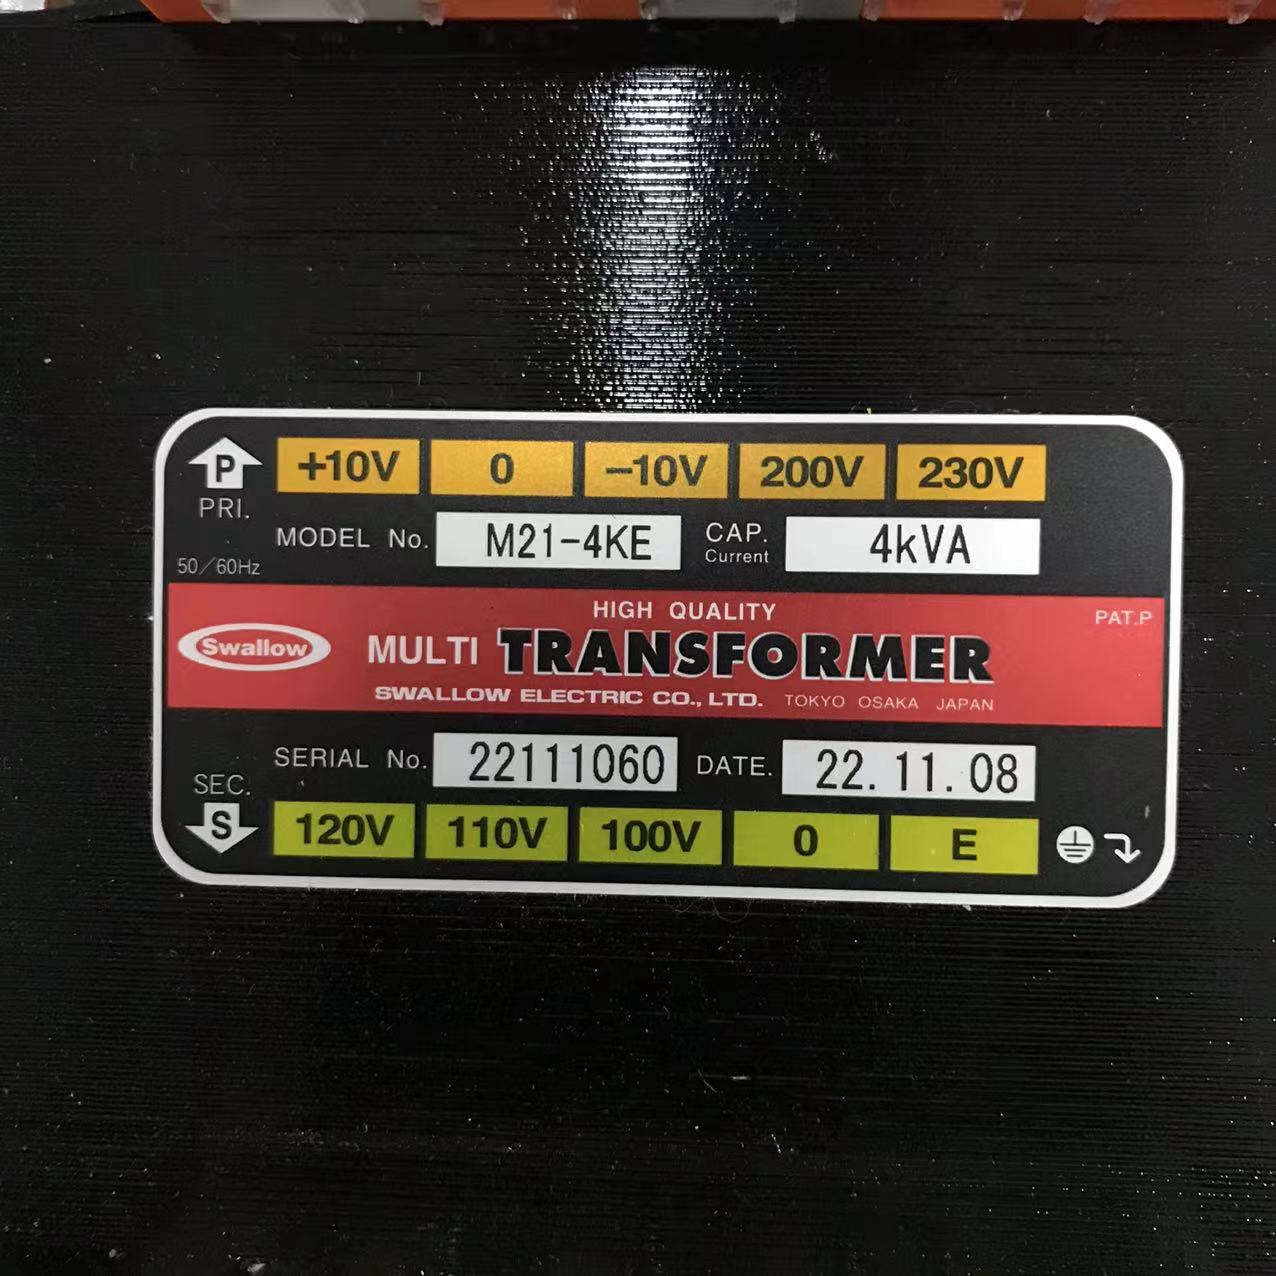 P +10V 0 −10V 200V 230V
PRI.
MODEL No. M21-4KE CAP. Current 4kVA
50/60Hz
HIGH QUALITY PAT.P
Swallow MULTI TRANSFORMER
SWALLOW ELECTRIC CO., LTD. TOKYO OSAKA JAPAN
SERIAL No. 22111060 DATE. 22.11.08
SEC.
S 120V 110V 100V 0 E